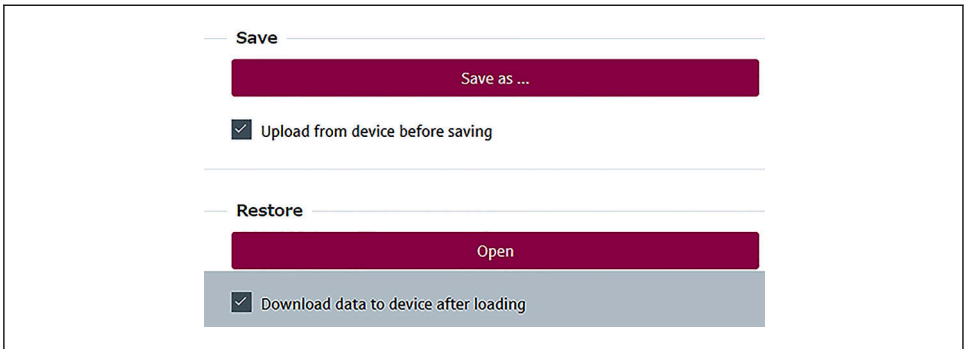 Save
Save as ...
Upload from device before saving
Restore
Open
Download data to device after loading